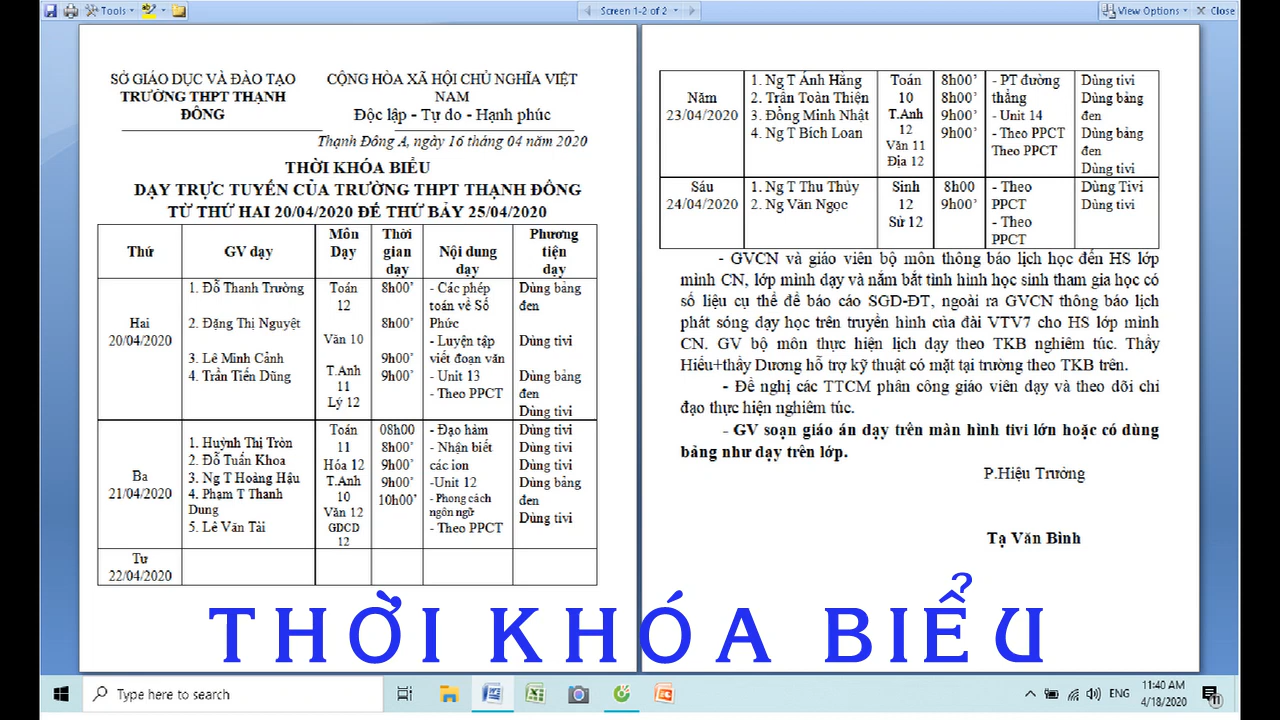 Tools
Screen 1-2 of 2
View Options
Close
SỞ GIÁO DỤC VÀ ĐÀO TẠO
TRƯỜNG THPT THẠNH
ĐÔNG
CỘNG HÒA XÃ HỘI CHỦ NGHĨA VIỆT
NAM
Độc lập - Tự do - Hạnh phúc
Thạnh Đông A, ngày 16 tháng 04 năm 2020
THỜI KHÓA BIỂU
DẠY TRỰC TUYẾN CỦA TRƯỜNG THPT THẠNH ĐÔNG
TỪ THỨ HAI 20/04/2020 ĐẾ THỨ BẢY 25/04/2020
Thứ
GV dạy
Môn
Dạy
Thời
gian
dạy
Nội dung
dạy
Phương
tiện
dạy
Hai
20/04/2020
1. Đỗ Thanh Trường
2. Đặng Thị Nguyệt
3. Lê Minh Cảnh
4. Trần Tiến Dũng
Toán
12
Văn 10
T.Anh
11
Lý 12
8h00’
8h00’
9h00’
9h00’
- Các phép
toán về Số
Phức
- Luyện tập
viết đoạn văn
- Unit 13
- Theo PPCT
Dùng bảng
đen
Dùng tivi
Dùng bảng
đen
Dùng tivi
Ba
21/04/2020
1. Huỳnh Thị Tròn
2. Đỗ Tuấn Khoa
3. Ng T Hoàng Hậu
4. Phạm T Thanh
Dung
5. Lê Văn Tài
Toán
11
Hóa 12
T.Anh
10
Văn 12
GDCD
12
08h00
8h00’
9h00’
9h00’
10h00’
- Đạo hàm
- Nhận biết
các ion
-Unit 12
- Phong cách
ngôn ngữ
- Theo PPCT
Dùng tivi
Dùng tivi
Dùng tivi
Dùng bảng
đen
Dùng tivi
Tư
22/04/2020
Năm
23/04/2020
1. Ng T Ánh Hằng
2. Trần Toàn Thiện
3. Đồng Minh Nhật
4. Ng T Bích Loan
Toán
10
T.Anh
12
Văn 11
Địa 12
8h00’
8h00’
9h00’
9h00’
- PT đường
thẳng
- Unit 14
- Theo PPCT
Theo PPCT
Dùng tivi
Dùng bảng
đen
Dùng bảng
đen
Dùng tivi
Sáu
24/04/2020
1. Ng T Thu Thủy
2. Ng Văn Ngọc
Sinh
12
Sử 12
8h00
9h00’
- Theo
PPCT
- Theo
PPCT
Dùng Tivi
Dùng tivi
- GVCN và giáo viên bộ môn thông báo lịch học đến HS lớp
mình CN, lớp mình dạy và nắm bắt tình hình học sinh tham gia học có
số liệu cụ thể để báo cáo SGD-ĐT, ngoài ra GVCN thông báo lịch
phát sóng dạy học trên truyền hình của đài VTV7 cho HS lớp mình
CN. GV bộ môn thực hiện lịch dạy theo TKB nghiêm túc. Thầy
Hiếu+thầy Dương hỗ trợ kỹ thuật có mặt tại trường theo TKB trên.
- Đề nghị các TTCM phân công giáo viên dạy và theo dõi chỉ
đạo thực hiện nghiêm túc.
- GV soạn giáo án dạy trên màn hình tivi lớn hoặc có dùng
bảng như dạy trên lớp.
P.Hiệu Trưởng
Tạ Văn Bình
THỜI KHÓA BIỂU
Type here to search
ENG
11:40 AM
4/18/2020
11